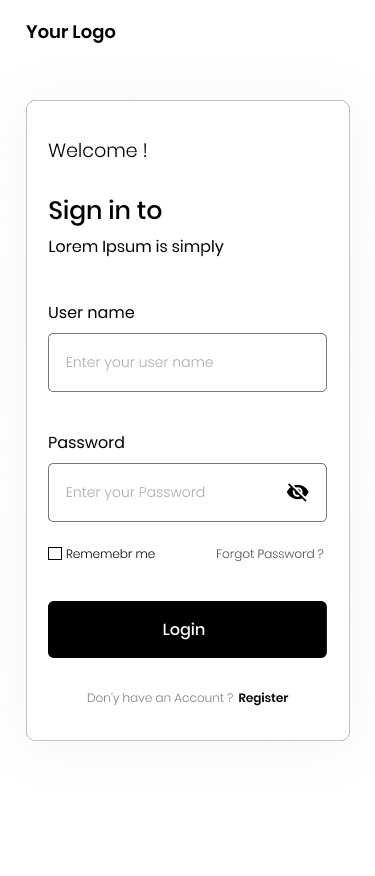 Your Logo
Welcome !
Sign in to
Lorem Ipsum is simply
User name
Enter your user name
Password
Enter your Password
Rememebr me
Forgot Password ?
Login
Don'y have an Account ? Register